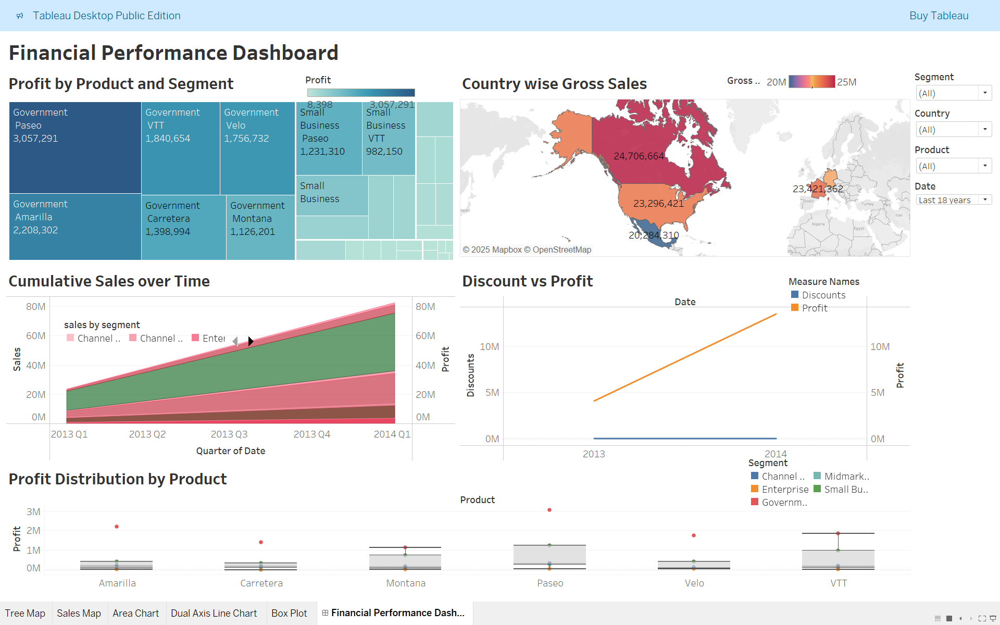 Tableau Desktop Public Edition
Buy Tableau
Financial Performance Dashboard
Profit by Product and Segment
Profit
8,398
3,057,291
Government
Paseo
3,057,291
Government
VTT
1,840,654
Government
Velo
1,756,732
Small
Business
Paseo
1,231,310
Small
Business
VTT
982,150
Government
Amarilla
2,208,302
Government
Carretera
1,398,994
Government
Montana
1,126,201
Small
Business
Country wise Gross Sales
Gross ..
20M
25M
24,706,664
23,296,421
20,284,310
23,421,362
Spain
Turkey
Algeria
Egypt
Iran
apan
© 2025 Mapbox © OpenStreetMap
Segment
(All)
Country
(All)
Product
(All)
Date
Last 18 years
Cumulative Sales over Time
sales by segment
Channel ..
Channel ..
Enter
80M
60M
40M
20M
0M
Sales
80M
60M
40M
20M
0M
Profit
2013 Q1
2013 Q2
2013 Q3
2013 Q4
2014 Q1
Quarter of Date
Discount vs Profit
Measure Names
Discounts
Profit
Date
10M
5M
0M
Discounts
10M
5M
0M
Profit
2013
2014
Profit Distribution by Product
Segment
Channel ..
Midmark..
Enterprise
Small Bu..
Governm..
Product
3M
2M
1M
0M
Profit
Amarilla
Carretera
Montana
Paseo
Velo
VTT
Tree Map
Sales Map
Area Chart
Dual Axis Line Chart
Box Plot
Financial Performance Dash...